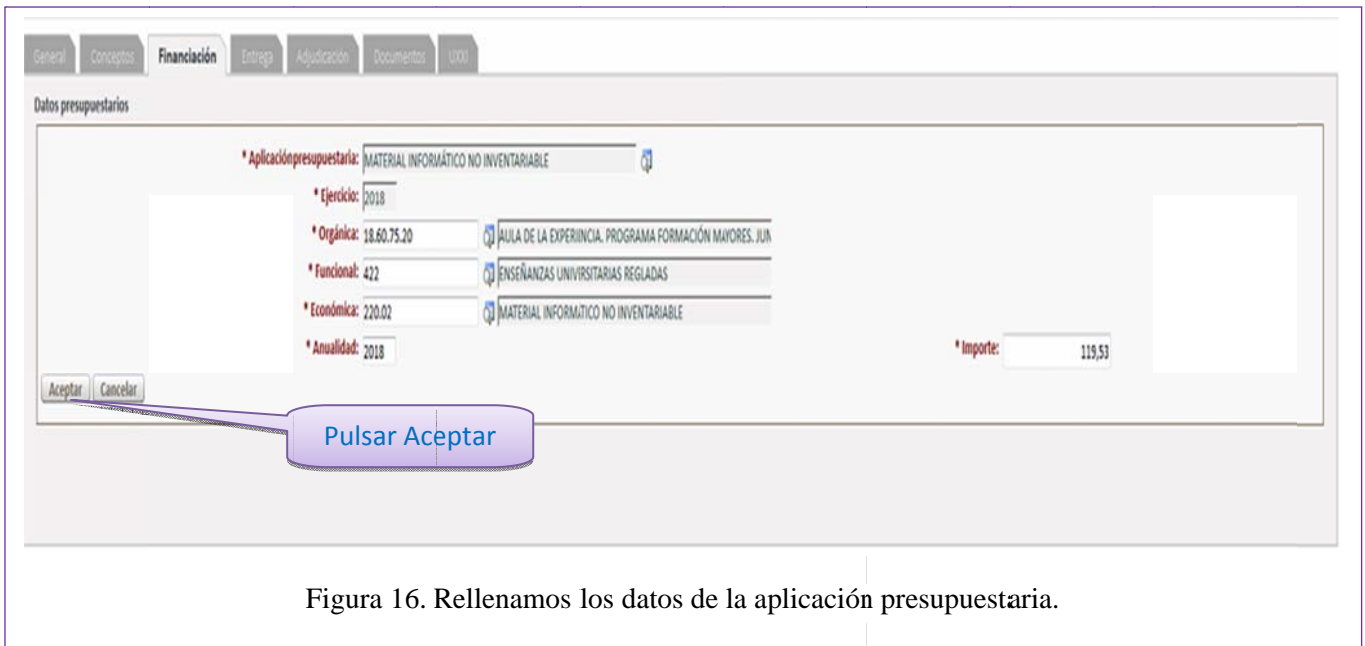 General Conceptos Financiación Entrega Adjudicación Documentos UXXI
Datos presupuestarios
* Aplicaciónpresupuestaria: MATERIAL INFORMÁTICO NO INVENTARIABLE
* Ejercicio: 2018
* Orgánica: 18.60.75.20 AULA DE LA EXPERIINCIA. PROGRAMA FORMACIÓN MAYORES. JUN
* Funcional: 422 ENSEÑANZAS UNIVIRSITARIAS REGLADAS
* Económica: 220.02 MATERIAL INFORMATICO NO INVENTARIABLE
* Anualidad: 2018 * Importe: 119,53
Aceptar Cancelar
Pulsar Aceptar
Figura 16. Rellenamos los datos de la aplicación presupuestaria.